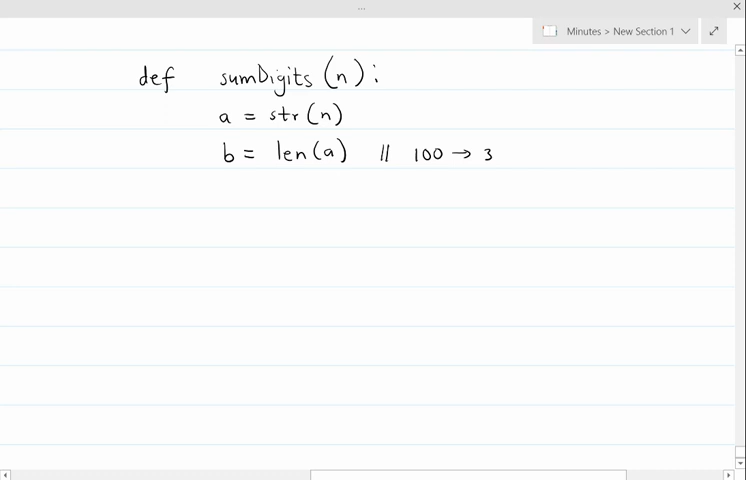 ...
Minutes > New Section 1
def sumDigits (n):
a = str(n)
b = len(a) || 100 → 3